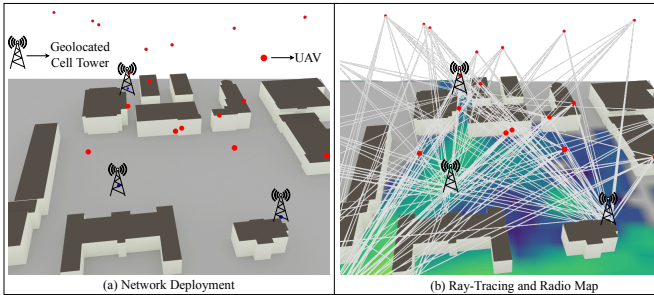 Geolocated
Cell Tower
UAV
(a) Network Deployment
(b) Ray-Tracing and Radio Map